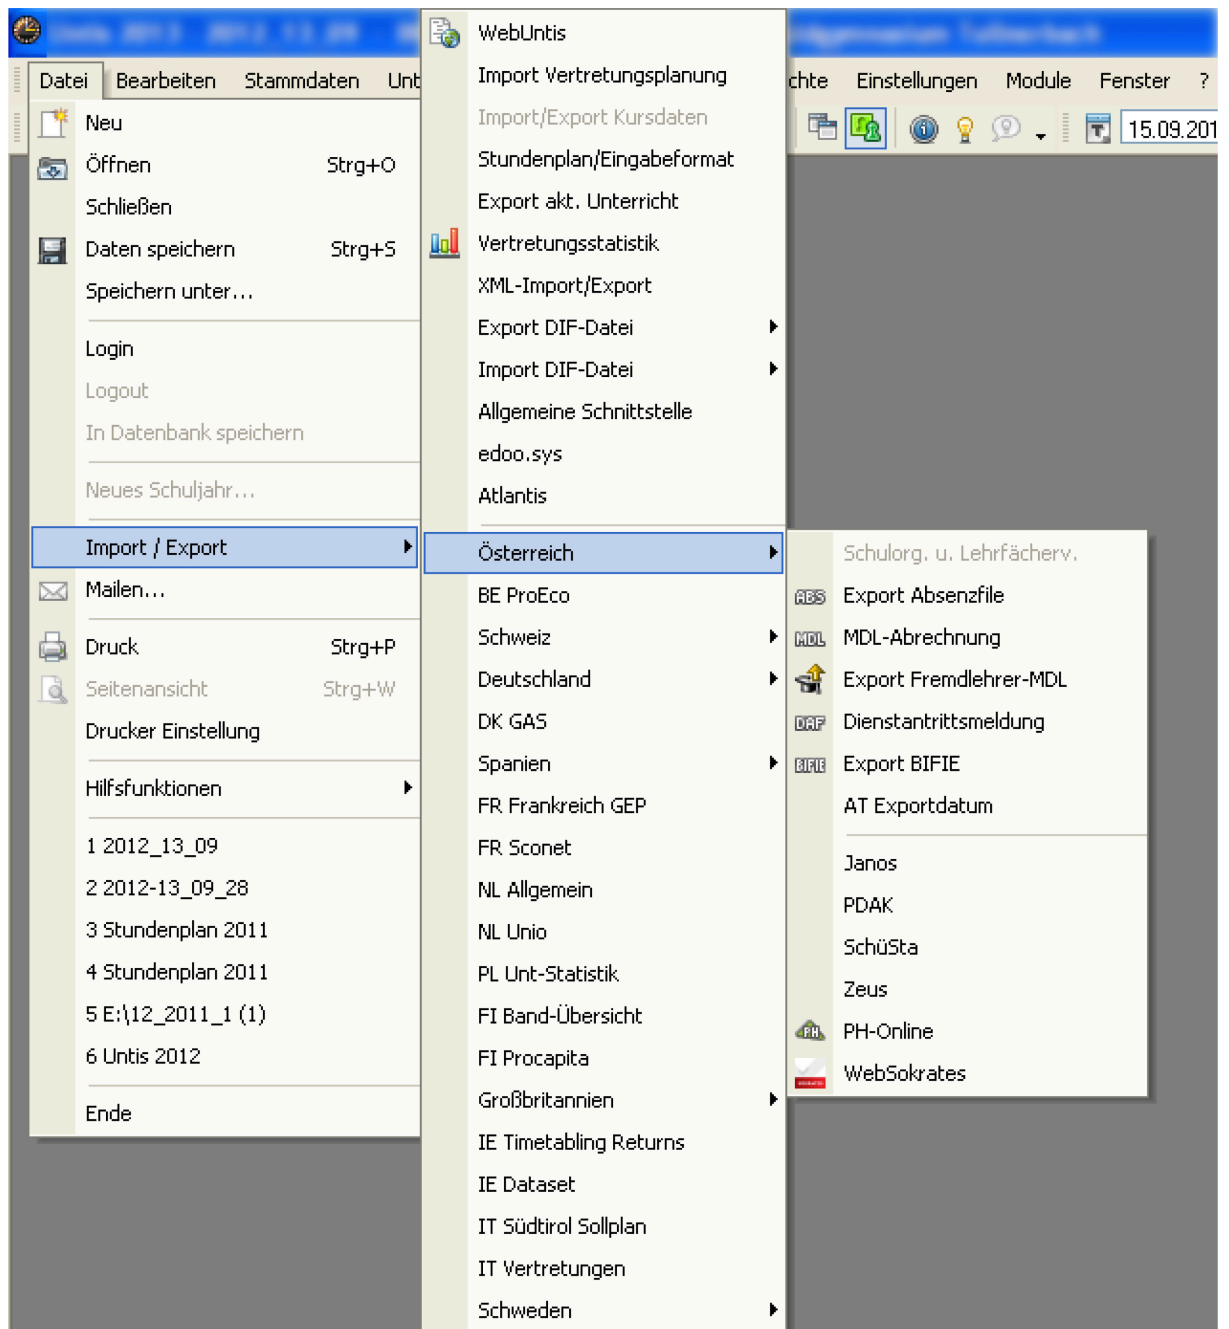 Untis 2013 - 2012_13_09
Datei Bearbeiten Stammdaten Unt chte Einstellungen Module Fenster ?
15.09.201
Neu
Öffnen Strg+O
Schließen
Daten speichern Strg+S
Speichern unter...
Login
Logout
In Datenbank speichern
Neues Schuljahr...
Import / Export
Mailen...
Druck Strg+P
Seitenansicht Strg+W
Drucker Einstellung
Hilfsfunktionen
1 2012_13_09
2 2012-13_09_28
3 Stundenplan 2011
4 Stundenplan 2011
5 E:\12_2011_1 (1)
6 Untis 2012
Ende
WebUntis
Import Vertretungsplanung
Import/Export Kursdaten
Stundenplan/Eingabeformat
Export akt. Unterricht
Vertretungsstatistik
XML-Import/Export
Export DIF-Datei
Import DIF-Datei
Allgemeine Schnittstelle
edoo.sys
Atlantis
Österreich
BE ProEco
Schweiz
Deutschland
DK GAS
Spanien
FR Frankreich GEP
FR Sconet
NL Allgemein
NL Unio
PL Unt-Statistik
FI Band-Übersicht
FI Procapita
Großbritannien
IE Timetabling Returns
IE Dataset
IT Südtirol Sollplan
IT Vertretungen
Schweden
Schulorg. u. Lehrfächerv.
ABS Export Absenzfile
MDL MDL-Abrechnung
Export Fremdlehrer-MDL
DAF Dienstantrittsmeldung
BIFIE Export BIFIE
AT Exportdatum
Janos
PDAK
SchüSta
Zeus
PH PH-Online
WebSokrates